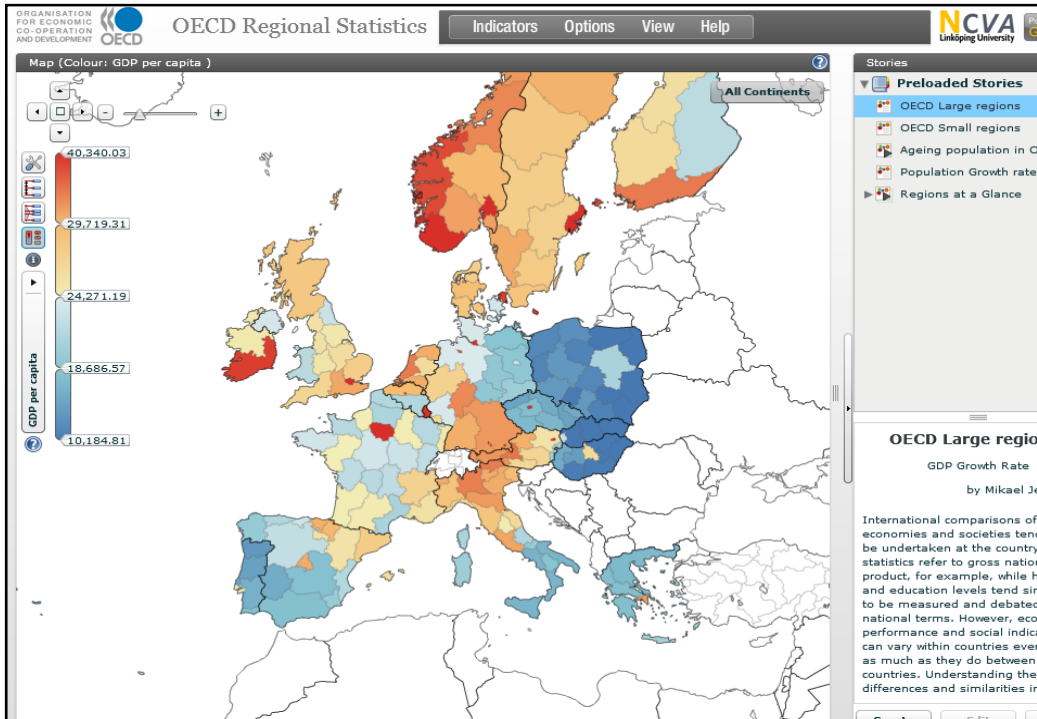 ORGANISATION
FOR ECONOMIC
CO-OPERATION
AND DEVELOPMENT
OECD
OECD Regional Statistics
Indicators Options View Help
NCVA
Linköping University
Map (Colour: GDP per capita )
?
All Continents
40,340.03
29,719.31
24,271.19
18,686.57
10,184.81
GDP per capita
?
Stories
Preloaded Stories
OECD Large regions
OECD Small regions
Ageing population in O
Population Growth rate
Regions at a Glance
OECD Large regio
GDP Growth Rate
by Mikael Je
International comparisons of
economies and societies tend
be undertaken at the country
statistics refer to gross nation
product, for example, while h
and education levels tend sim
to be measured and debated
national terms. However, eco
performance and social indica
can vary within countries ever
as much as they do between
countries. Understanding the
differences and similarities in